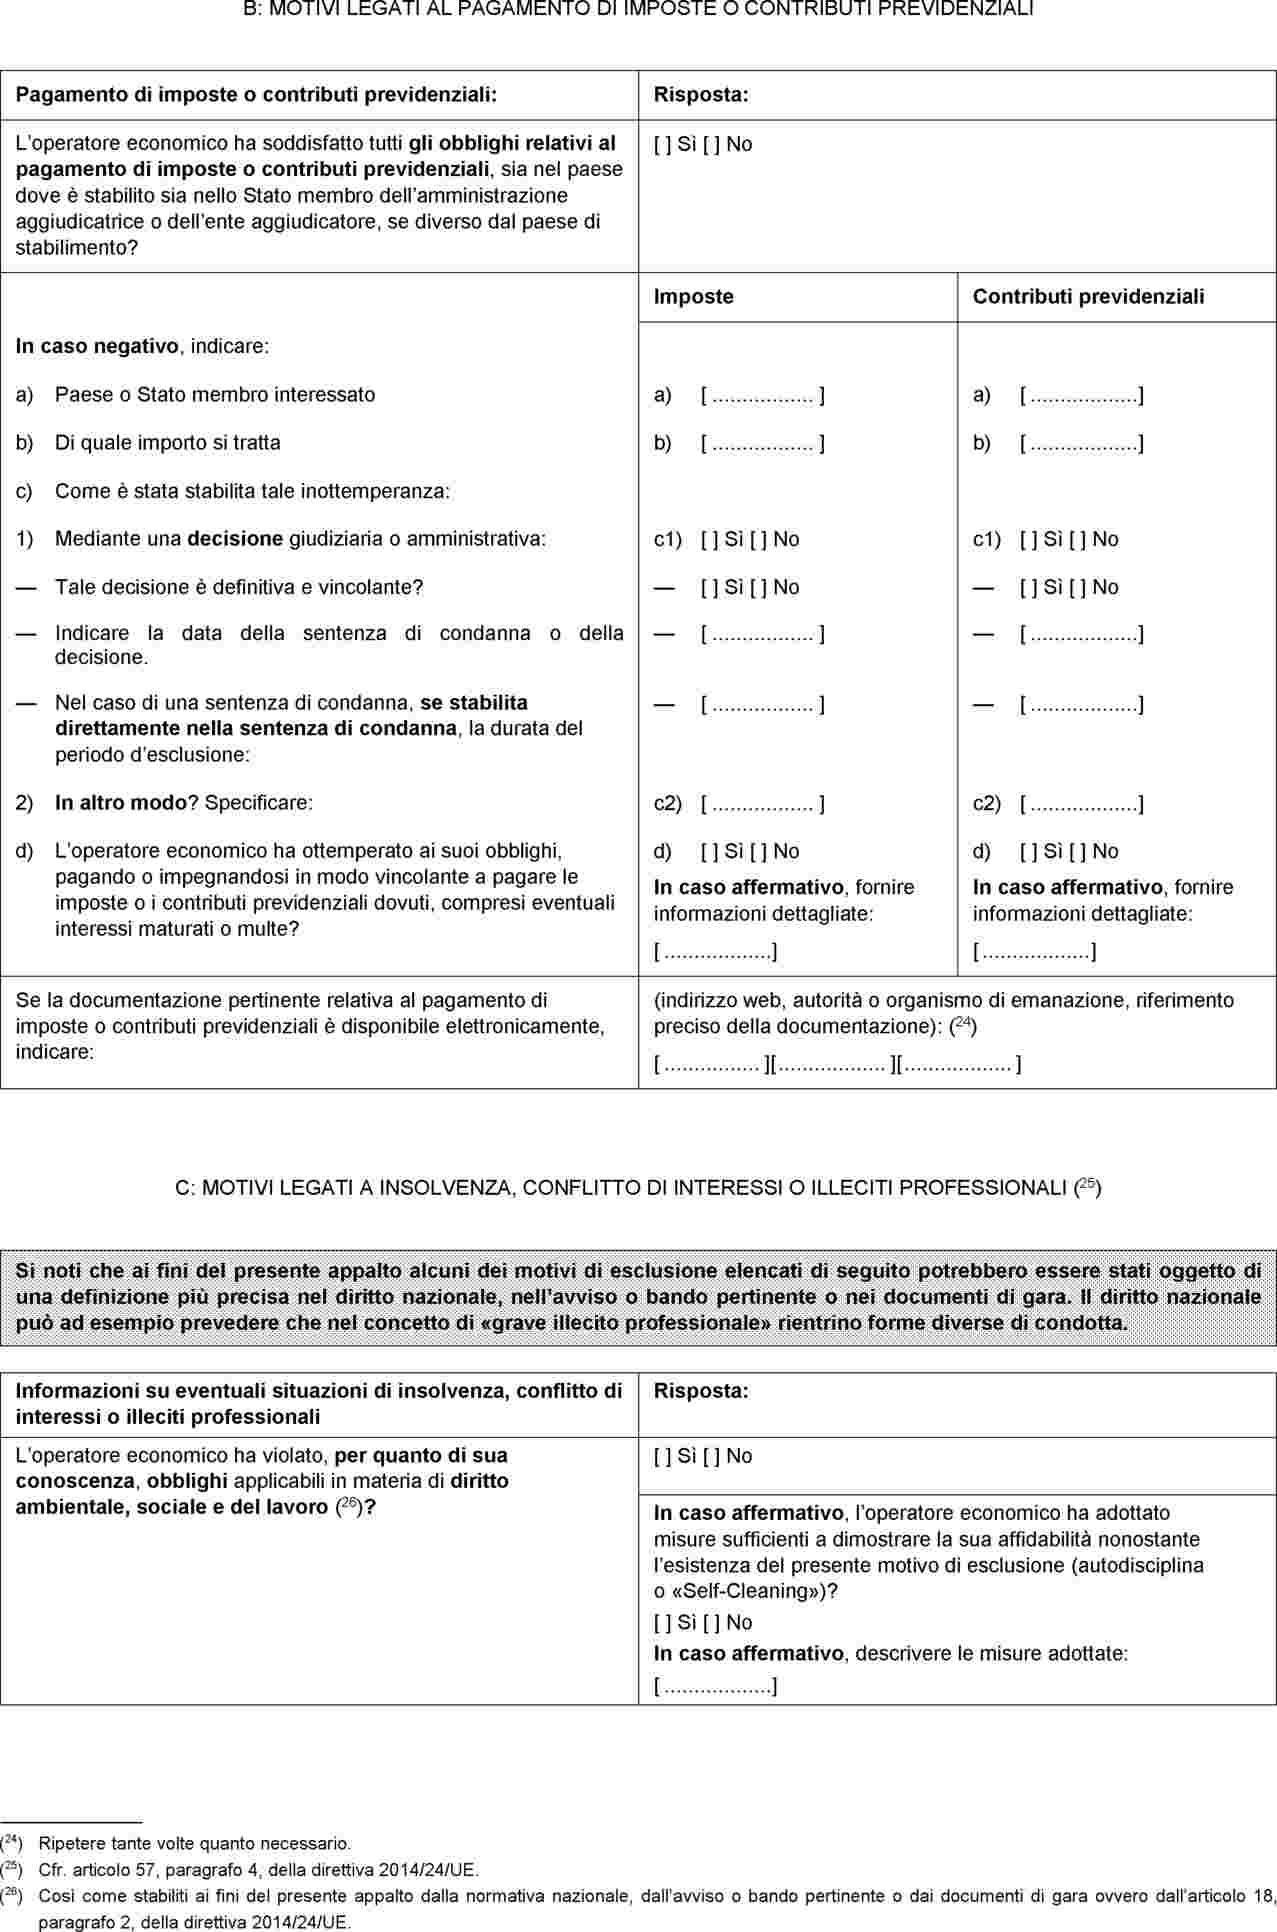 B: MOTIVI LEGATI AL PAGAMENTO DI IMPOSTE O CONTRIBUTI PREVIDENZIALI
Pagamento di imposte o contributi previdenziali:
Risposta:
L'operatore economico ha soddisfatto tutti gli obblighi relativi al
pagamento di imposte o contributi previdenziali, sia nel paese
dove è stabilito sia nello Stato membro dell'amministrazione
aggiudicatrice o dell'ente aggiudicatore, se diverso dal paese di
stabilimento?
[ ] Sì [ ] No
Imposte
Contributi previdenziali
In caso negativo, indicare:
a) Paese o Stato membro interessato
a) [ ................. ]
a) [ ..................]
b) Di quale importo si tratta
b) [ ................. ]
b) [ ..................]
c) Come è stata stabilita tale inottemperanza:
1) Mediante una decisione giudiziaria o amministrativa:
c1) [ ] Sì [ ] No
c1) [ ] Sì [ ] No
— Tale decisione è definitiva e vincolante?
— [ ] Sì [ ] No
— [ ] Sì [ ] No
— Indicare la data della sentenza di condanna o della
decisione.
— [ ................. ]
— [ ..................]
— Nel caso di una sentenza di condanna, se stabilita
direttamente nella sentenza di condanna, la durata del
periodo d'esclusione:
— [ ................. ]
— [ ..................]
2) In altro modo? Specificare:
c2) [ ................. ]
c2) [ ..................]
d) L'operatore economico ha ottemperato ai suoi obblighi,
pagando o impegnandosi in modo vincolante a pagare le
imposte o i contributi previdenziali dovuti, compresi eventuali
interessi maturati o multe?
d) [ ] Sì [ ] No
In caso affermativo, fornire
informazioni dettagliate:
[ ..................]
d) [ ] Sì [ ] No
In caso affermativo, fornire
informazioni dettagliate:
[ ..................]
Se la documentazione pertinente relativa al pagamento di
imposte o contributi previdenziali è disponibile elettronicamente,
indicare:
(indirizzo web, autorità o organismo di emanazione, riferimento
preciso della documentazione): (24)
[ ................ ][.................. ][.................. ]
C: MOTIVI LEGATI A INSOLVENZA, CONFLITTO DI INTERESSI O ILLECITI PROFESSIONALI (25)
Si noti che ai fini del presente appalto alcuni dei motivi di esclusione elencati di seguito potrebbero essere stati oggetto di
una definizione più precisa nel diritto nazionale, nell'avviso o bando pertinente o nei documenti di gara. Il diritto nazionale
può ad esempio prevedere che nel concetto di «grave illecito professionale» rientrino forme diverse di condotta.
Informazioni su eventuali situazioni di insolvenza, conflitto di
interessi o illeciti professionali
Risposta:
L'operatore economico ha violato, per quanto di sua
conoscenza, obblighi applicabili in materia di diritto
ambientale, sociale e del lavoro (26)?
[ ] Sì [ ] No
In caso affermativo, l'operatore economico ha adottato
misure sufficienti a dimostrare la sua affidabilità nonostante
l'esistenza del presente motivo di esclusione (autodisciplina
o «Self-Cleaning»)?
[ ] Sì [ ] No
In caso affermativo, descrivere le misure adottate:
[ ..................]
(24) Ripetere tante volte quanto necessario.
(25) Cfr. articolo 57, paragrafo 4, della direttiva 2014/24/UE.
(26) Così come stabiliti ai fini del presente appalto dalla normativa nazionale, dall'avviso o bando pertinente o dai documenti di gara ovvero dall'articolo 18,
paragrafo 2, della direttiva 2014/24/UE.